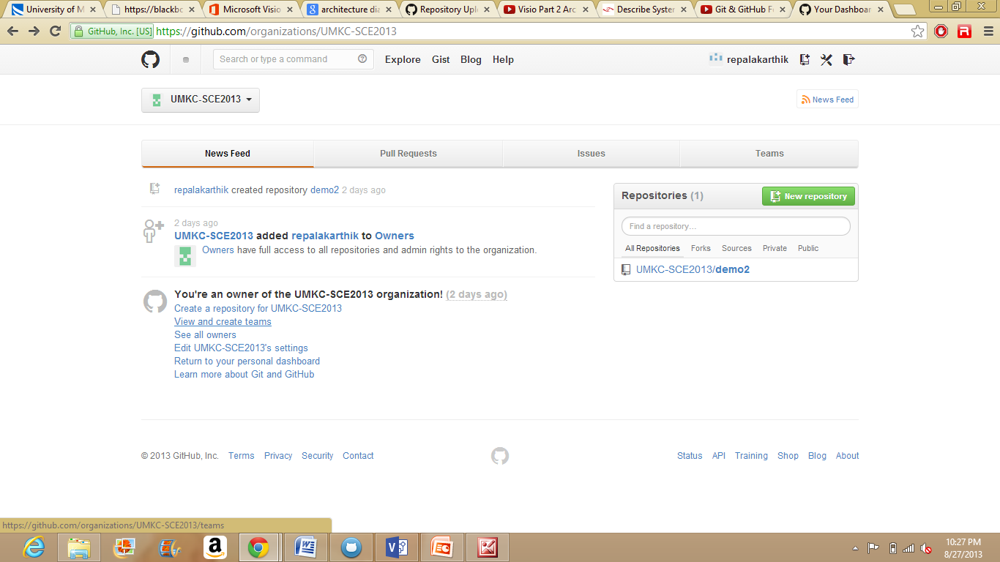 University of M
https://blackbo
Microsoft Visio
architecture dia
Repository Uplo
Visio Part 2 Arc
Describe System
Git & GitHub Fo
Your Dashboar
GitHub, Inc. [US] https://github.com/organizations/UMKC-SCE2013
Search or type a command
Explore Gist Blog Help
repalakarthik
UMKC-SCE2013
News Feed
News Feed Pull Requests Issues Teams
repalakarthik created repository demo2 2 days ago
2 days ago
UMKC-SCE2013 added repalakarthik to Owners
Owners have full access to all repositories and admin rights to the organization.
You're an owner of the UMKC-SCE2013 organization! (2 days ago)
Create a repository for UMKC-SCE2013
View and create teams
See all owners
Edit UMKC-SCE2013's settings
Return to your personal dashboard
Learn more about Git and GitHub
Repositories (1) New repository
Find a repository...
All Repositories Forks Sources Private Public
UMKC-SCE2013/demo2
© 2013 GitHub, Inc. Terms Privacy Security Contact
Status API Training Shop Blog About
https://github.com/organizations/UMKC-SCE2013/teams
10:27 PM
8/27/2013